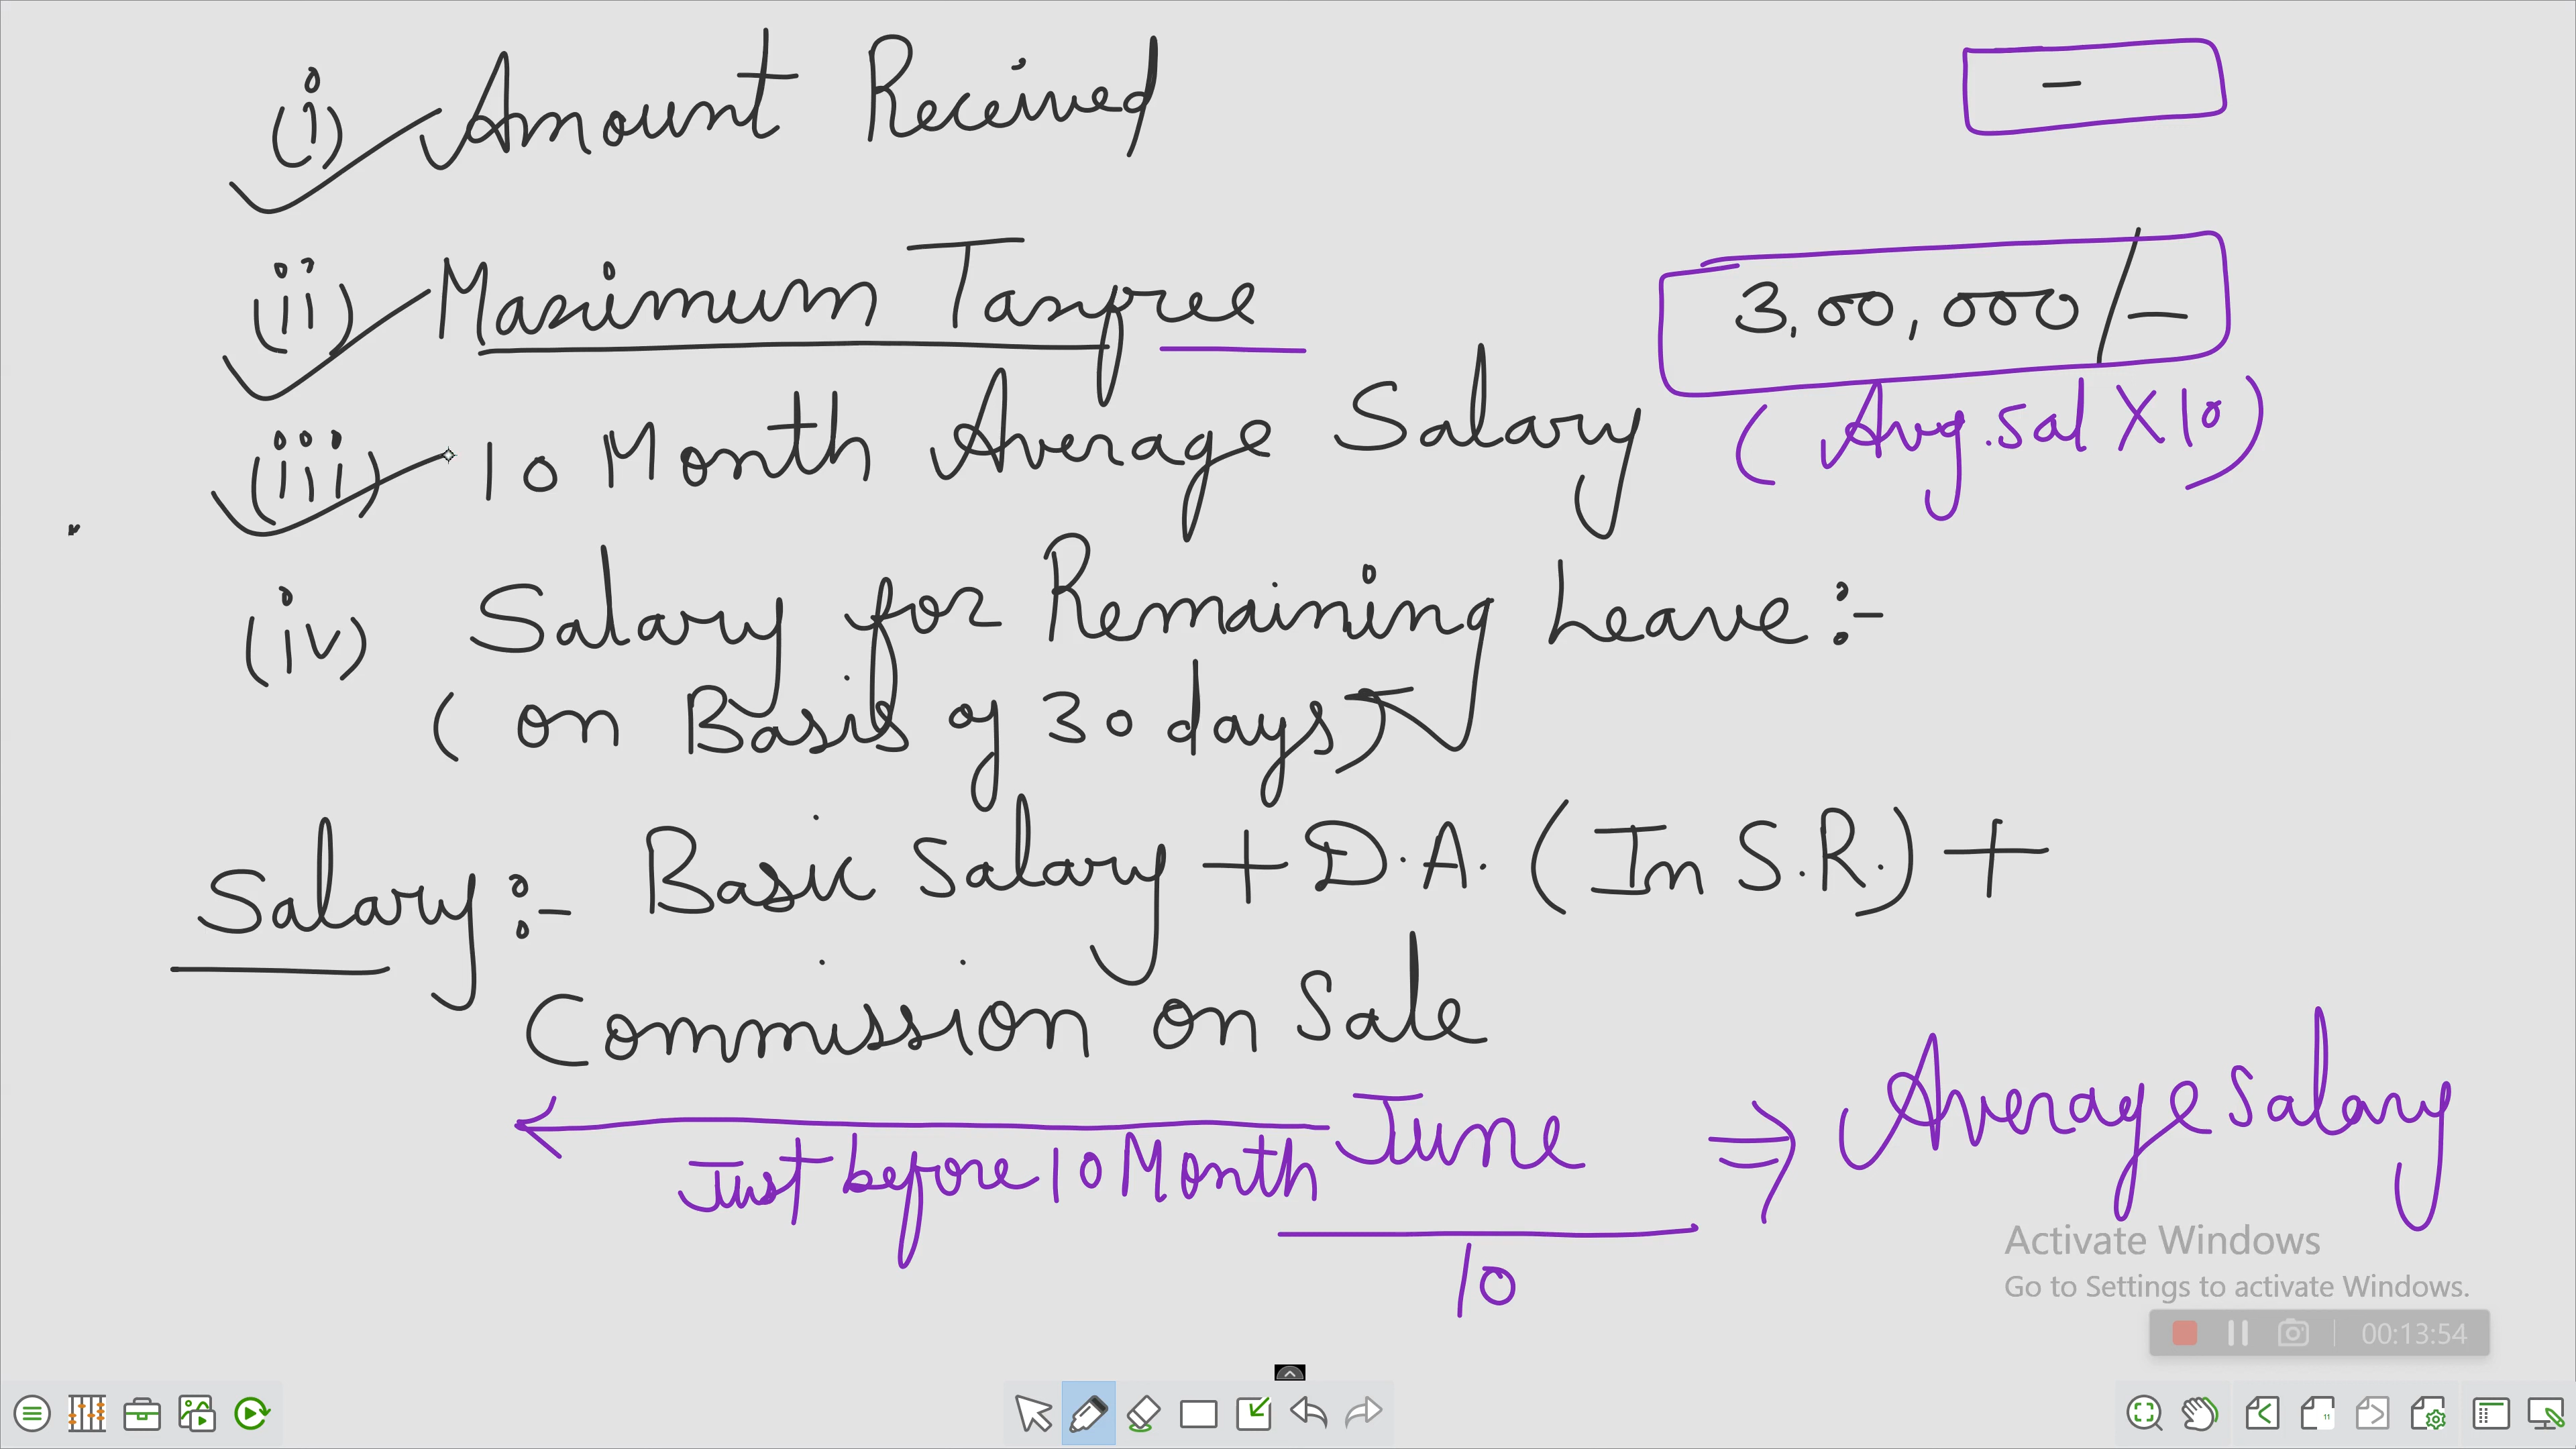 (i) Amount Received -
(ii) Maximum Taxfree 3,00,000/-
(iii) 10 Month Average Salary (Avg.sal X10)
(iv) Salary for Remaining Leave:-
(on Basis of 30 days)
Salary:- Basic Salary + D.A. (In S.R.) +
Commission on Sale
Just before 10 Month June ⇒ Average Salary
10
Activate Windows
Go to Settings to activate Windows.
00:13:54
11